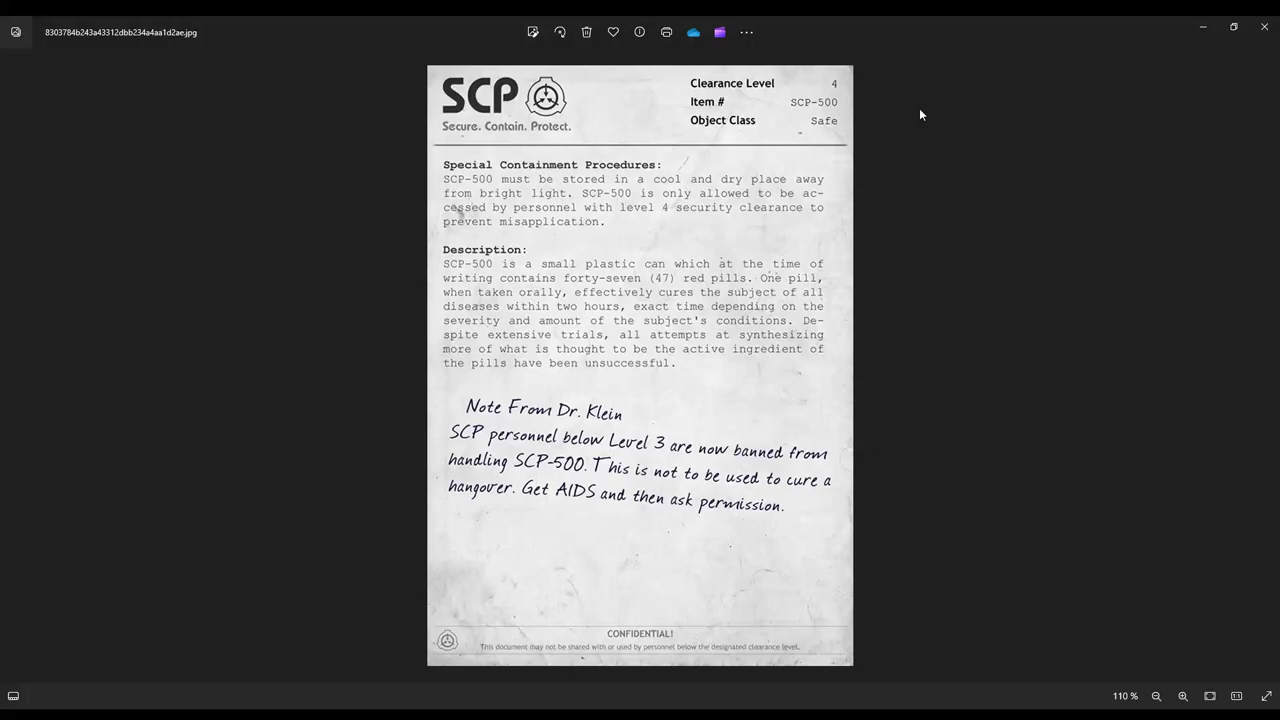 8303784b243a43312dbb234a4aa1d2ae.jpg
SCP
Secure. Contain. Protect.
Clearance Level 4
Item # SCP-500
Object Class Safe
Special Containment Procedures:
SCP-500 must be stored in a cool and dry place away
from bright light. SCP-500 is only allowed to be ac-
cessed by personnel with level 4 security clearance to
prevent misapplication.
Description:
SCP-500 is a small plastic can which at the time of
writing contains forty-seven (47) red pills. One pill,
when taken orally, effectively cures the subject of all
diseases within two hours, exact time depending on the
severity and amount of the subject's conditions. De-
spite extensive trials, all attempts at synthesizing
more of what is thought to be the active ingredient of
the pills have been unsuccessful.
Note From Dr. Klein
SCP personnel below Level 3 are now banned from
handling SCP-500. This is not to be used to cure a
hangover. Get AIDS and then ask permission.
CONFIDENTIAL!
This document may not be shared with or used by personnel below the designated clearance level.
110 %